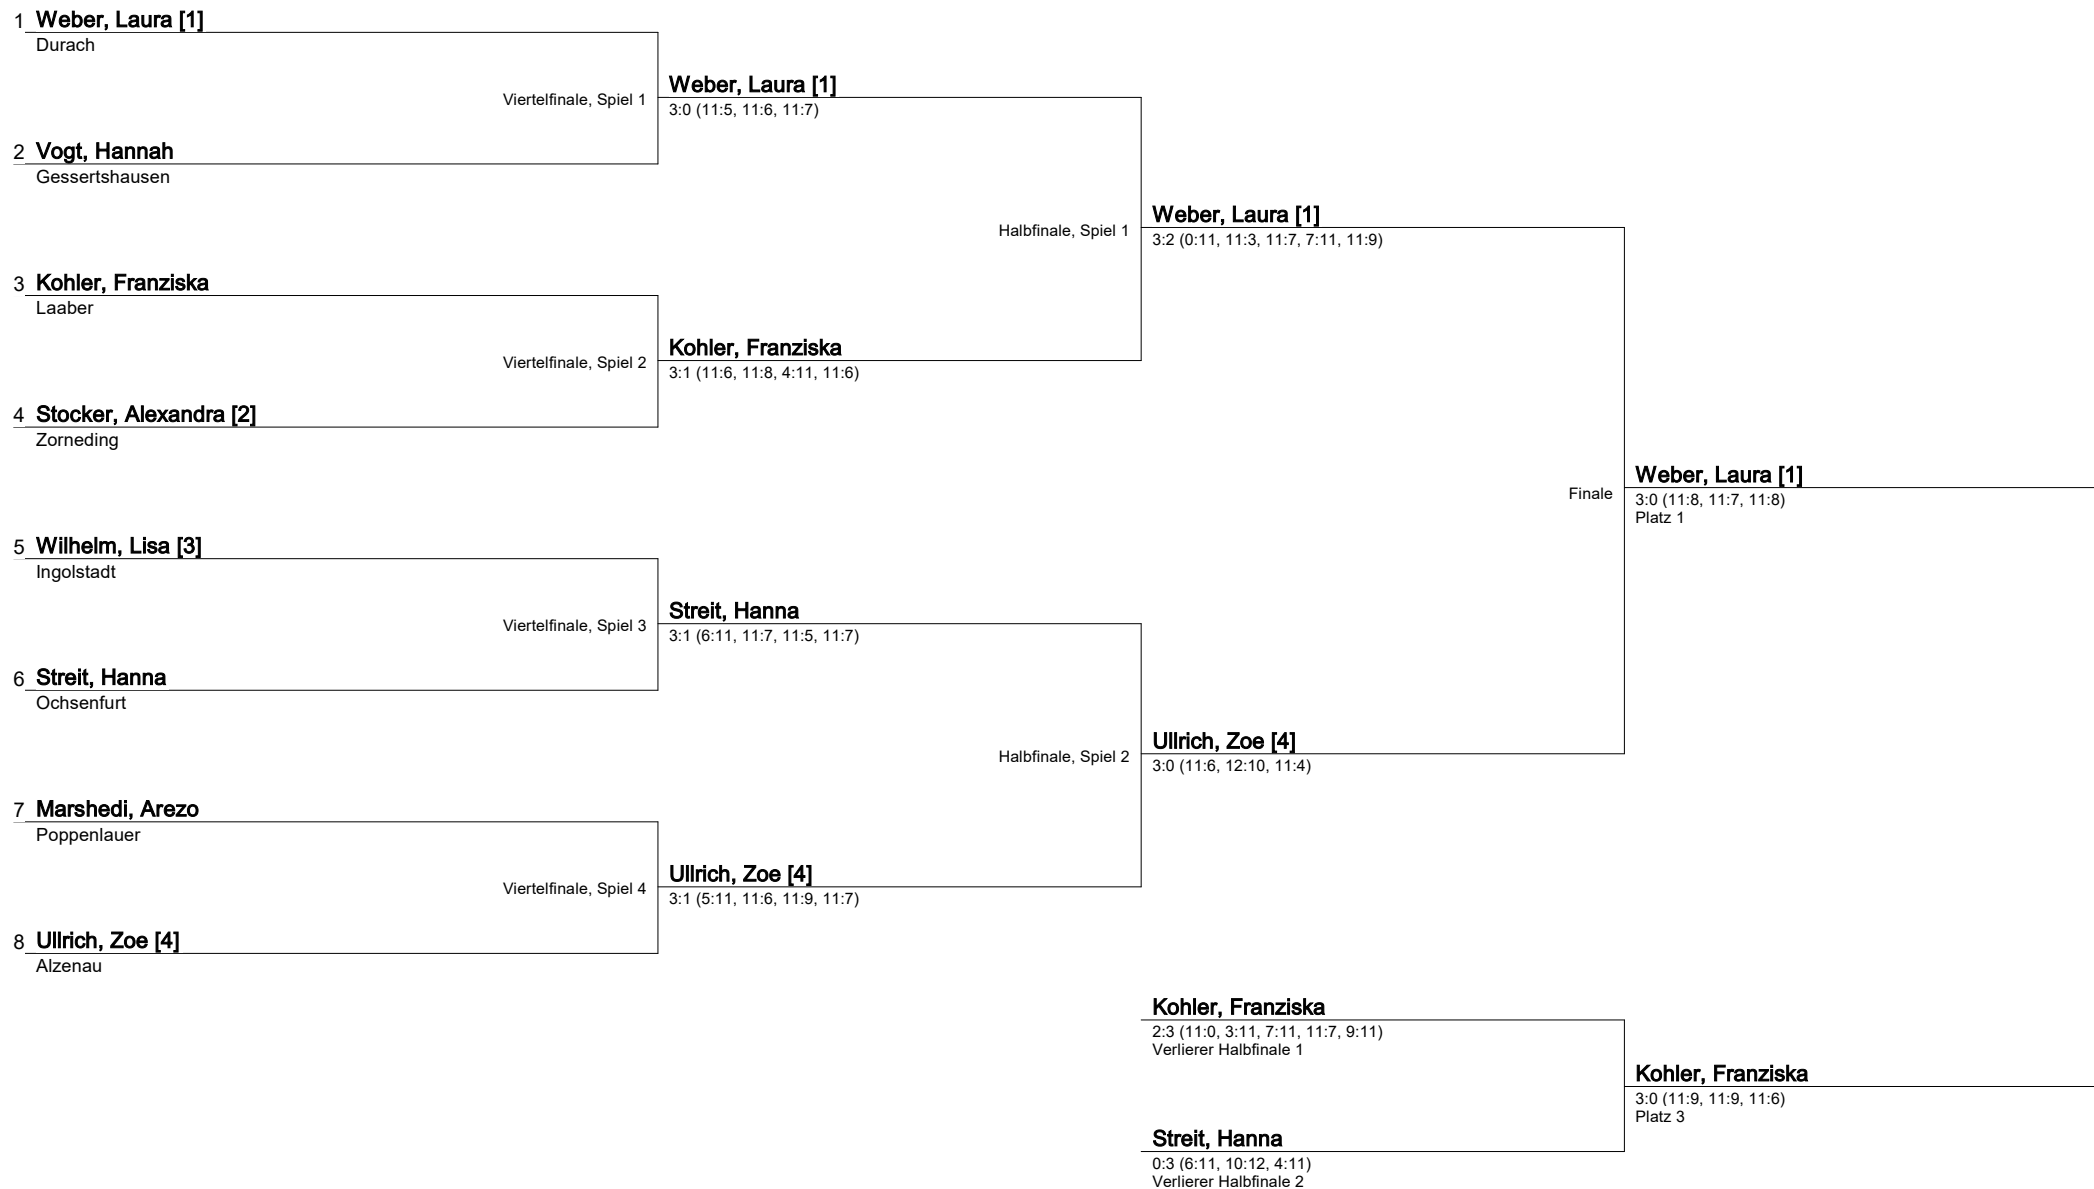 1 Weber, Laura [1]
Durach
Viertelfinale, Spiel 1
Weber, Laura [1]
3:0 (11:5, 11:6, 11:7)
2 Vogt, Hannah
Gessertshausen
Halbfinale, Spiel 1
Weber, Laura [1]
3:2 (0:11, 11:3, 11:7, 7:11, 11:9)
3 Kohler, Franziska
Laaber
Viertelfinale, Spiel 2
Kohler, Franziska
3:1 (11:6, 11:8, 4:11, 11:6)
4 Stocker, Alexandra [2]
Zorneding
Finale
Weber, Laura [1]
3:0 (11:8, 11:7, 11:8)
Platz 1
5 Wilhelm, Lisa [3]
Ingolstadt
Viertelfinale, Spiel 3
Streit, Hanna
3:1 (6:11, 11:7, 11:5, 11:7)
6 Streit, Hanna
Ochsenfurt
Halbfinale, Spiel 2
Ullrich, Zoe [4]
3:0 (11:6, 12:10, 11:4)
7 Marshedi, Arezo
Poppenlauer
Viertelfinale, Spiel 4
Ullrich, Zoe [4]
3:1 (5:11, 11:6, 11:9, 11:7)
8 Ullrich, Zoe [4]
Alzenau
Kohler, Franziska
2:3 (11:0, 3:11, 7:11, 11:7, 9:11)
Verlierer Halbfinale 1
Kohler, Franziska
3:0 (11:9, 11:9, 11:6)
Platz 3
Streit, Hanna
0:3 (6:11, 10:12, 4:11)
Verlierer Halbfinale 2